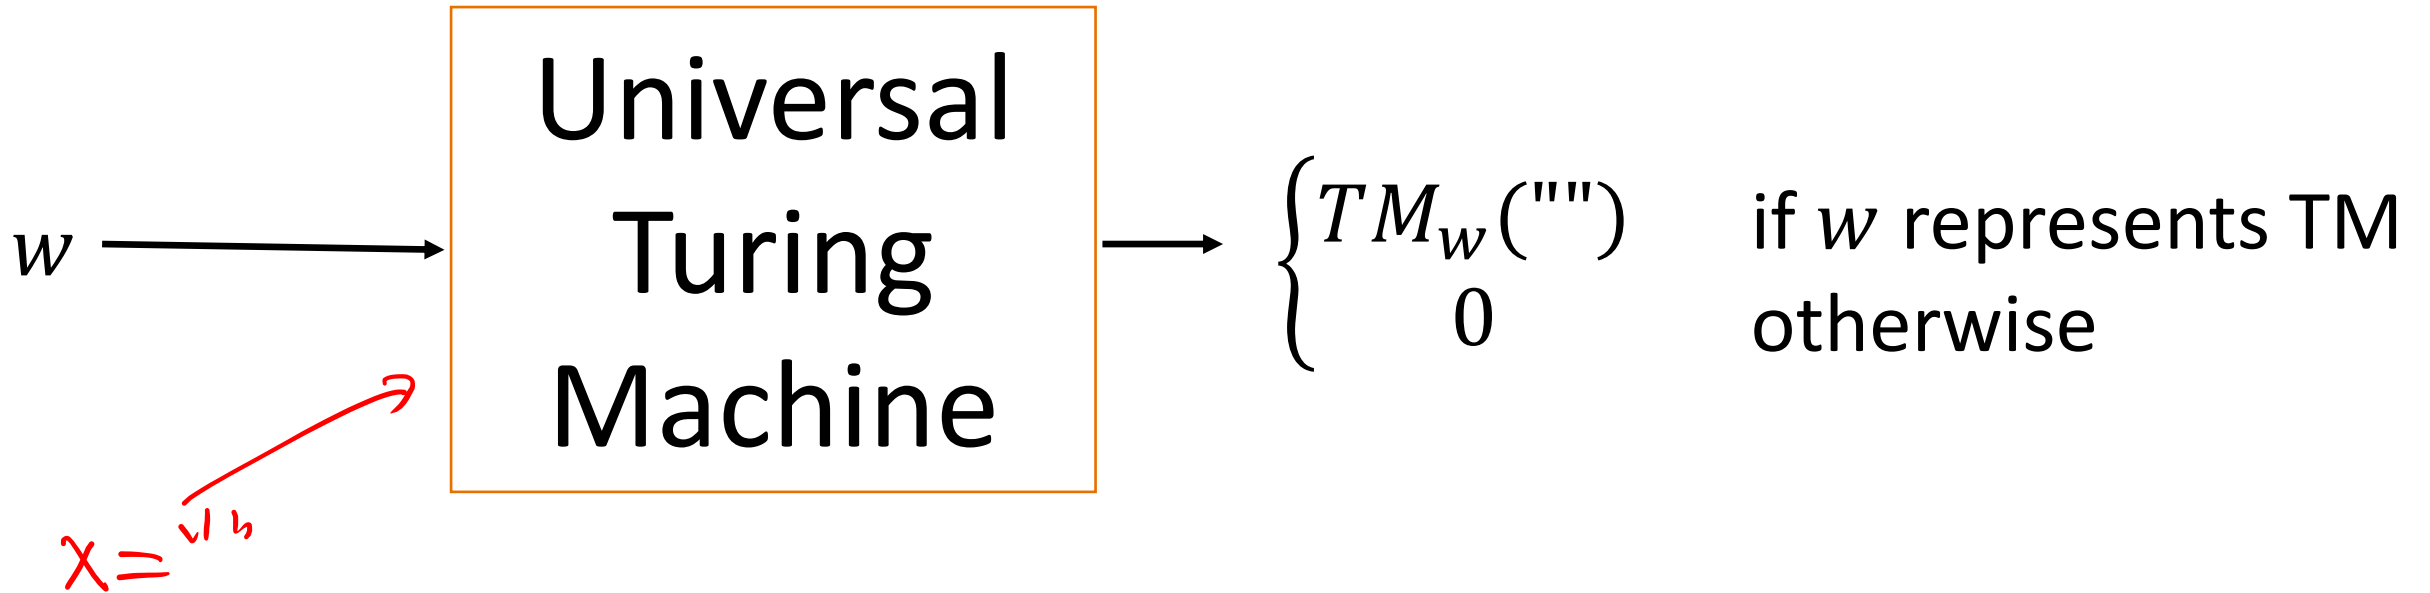 Universal
Turing
Machine
w
TM_w("") if w represents TM
0 otherwise
x = ""